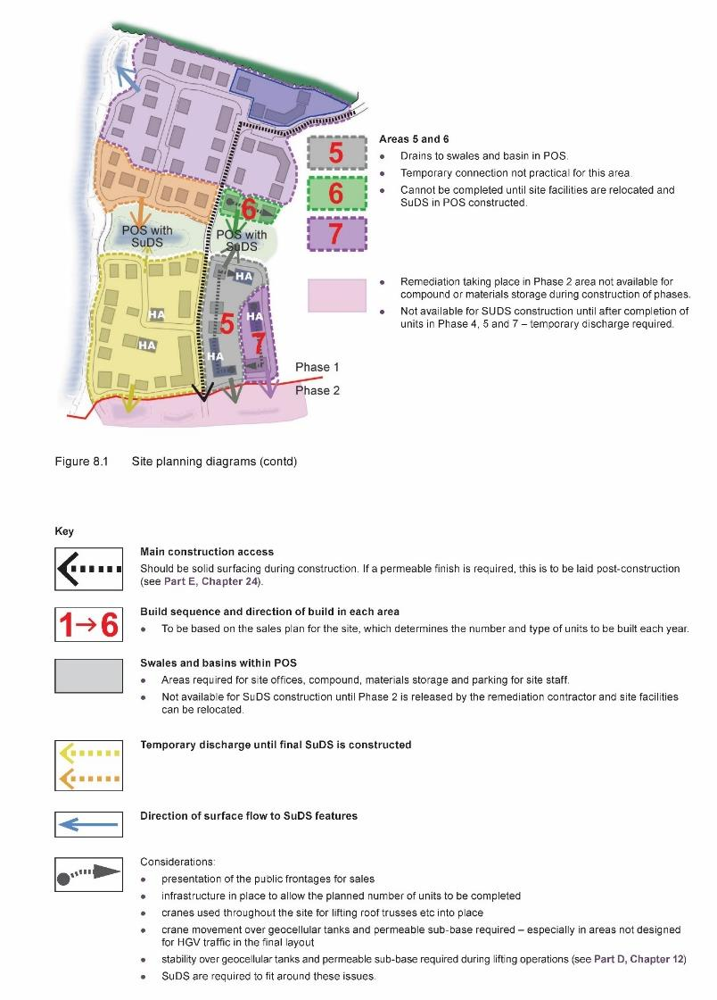 6
POS with
SuDS
POS with
SuDS
HA
HA
HA
5
HA
HA
7
Phase 1
Phase 2
5
6
7
Areas 5 and 6
• Drains to swales and basin in POS.
• Temporary connection not practical for this area.
• Cannot be completed until site facilities are relocated and
SuDS in POS constructed.
• Remediation taking place in Phase 2 area not available for
compound or materials storage during construction of phases.
• Not available for SUDS construction until after completion of
units in Phase 4, 5 and 7 – temporary discharge required.
Figure 8.1 Site planning diagrams (contd)
Key
Main construction access
Should be solid surfacing during construction. If a permeable finish is required, this is to be laid post-construction
(see Part E, Chapter 24).
1→6
Build sequence and direction of build in each area
• To be based on the sales plan for the site, which determines the number and type of units to be built each year.
Swales and basins within POS
• Areas required for site offices, compound, materials storage and parking for site staff.
• Not available for SuDS construction until Phase 2 is released by the remediation contractor and site facilities
can be relocated.
Temporary discharge until final SuDS is constructed
Direction of surface flow to SuDS features
Considerations:
• presentation of the public frontages for sales
• infrastructure in place to allow the planned number of units to be completed
• cranes used throughout the site for lifting roof trusses etc into place
• crane movement over geocellular tanks and permeable sub-base required – especially in areas not designed
for HGV traffic in the final layout
• stability over geocellular tanks and permeable sub-base required during lifting operations (see Part D, Chapter 12)
• SuDS are required to fit around these issues.